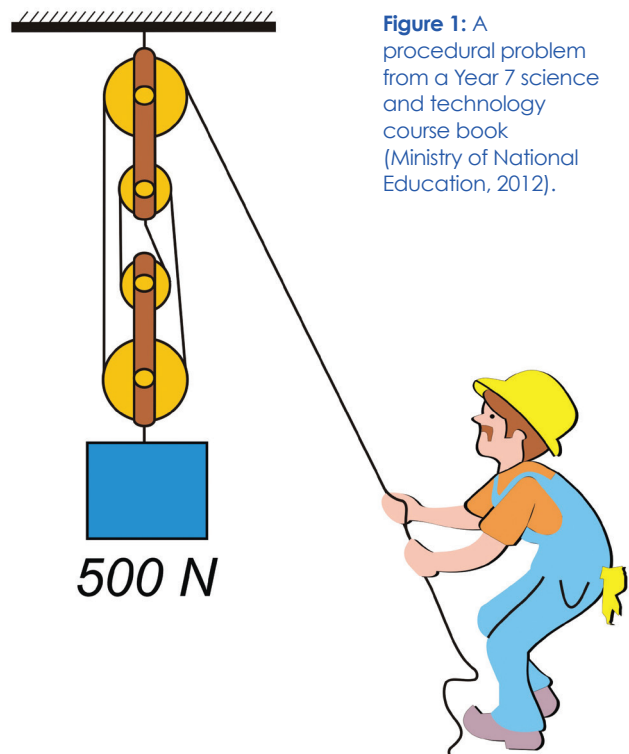 Figure 1: A
procedural problem
from a Year 7 science
and technology
course book
(Ministry of National
Education, 2012).
500 N